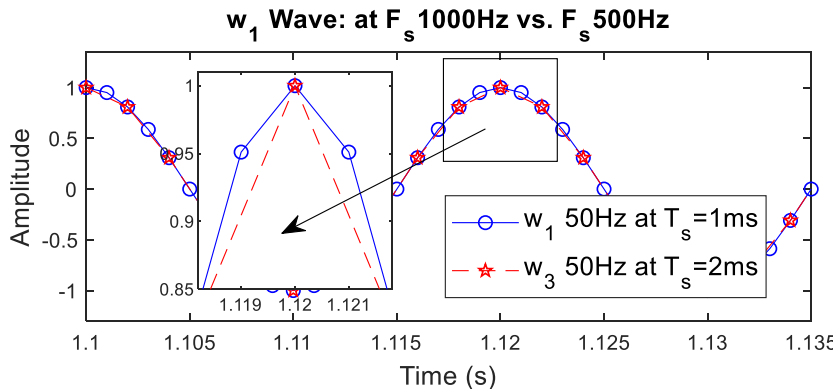 w₁ Wave: at Fₛ1000Hz vs. Fₛ500Hz
Amplitude
1
0.5
0
-0.5
-1
1
0.95
0.9
0.85
1.119 1.12 1.121
w₁ 50Hz at Tₛ=1ms
w₃ 50Hz at Tₛ=2ms
1.1 1.105 1.11 1.115 1.12 1.125 1.13 1.135
Time (s)